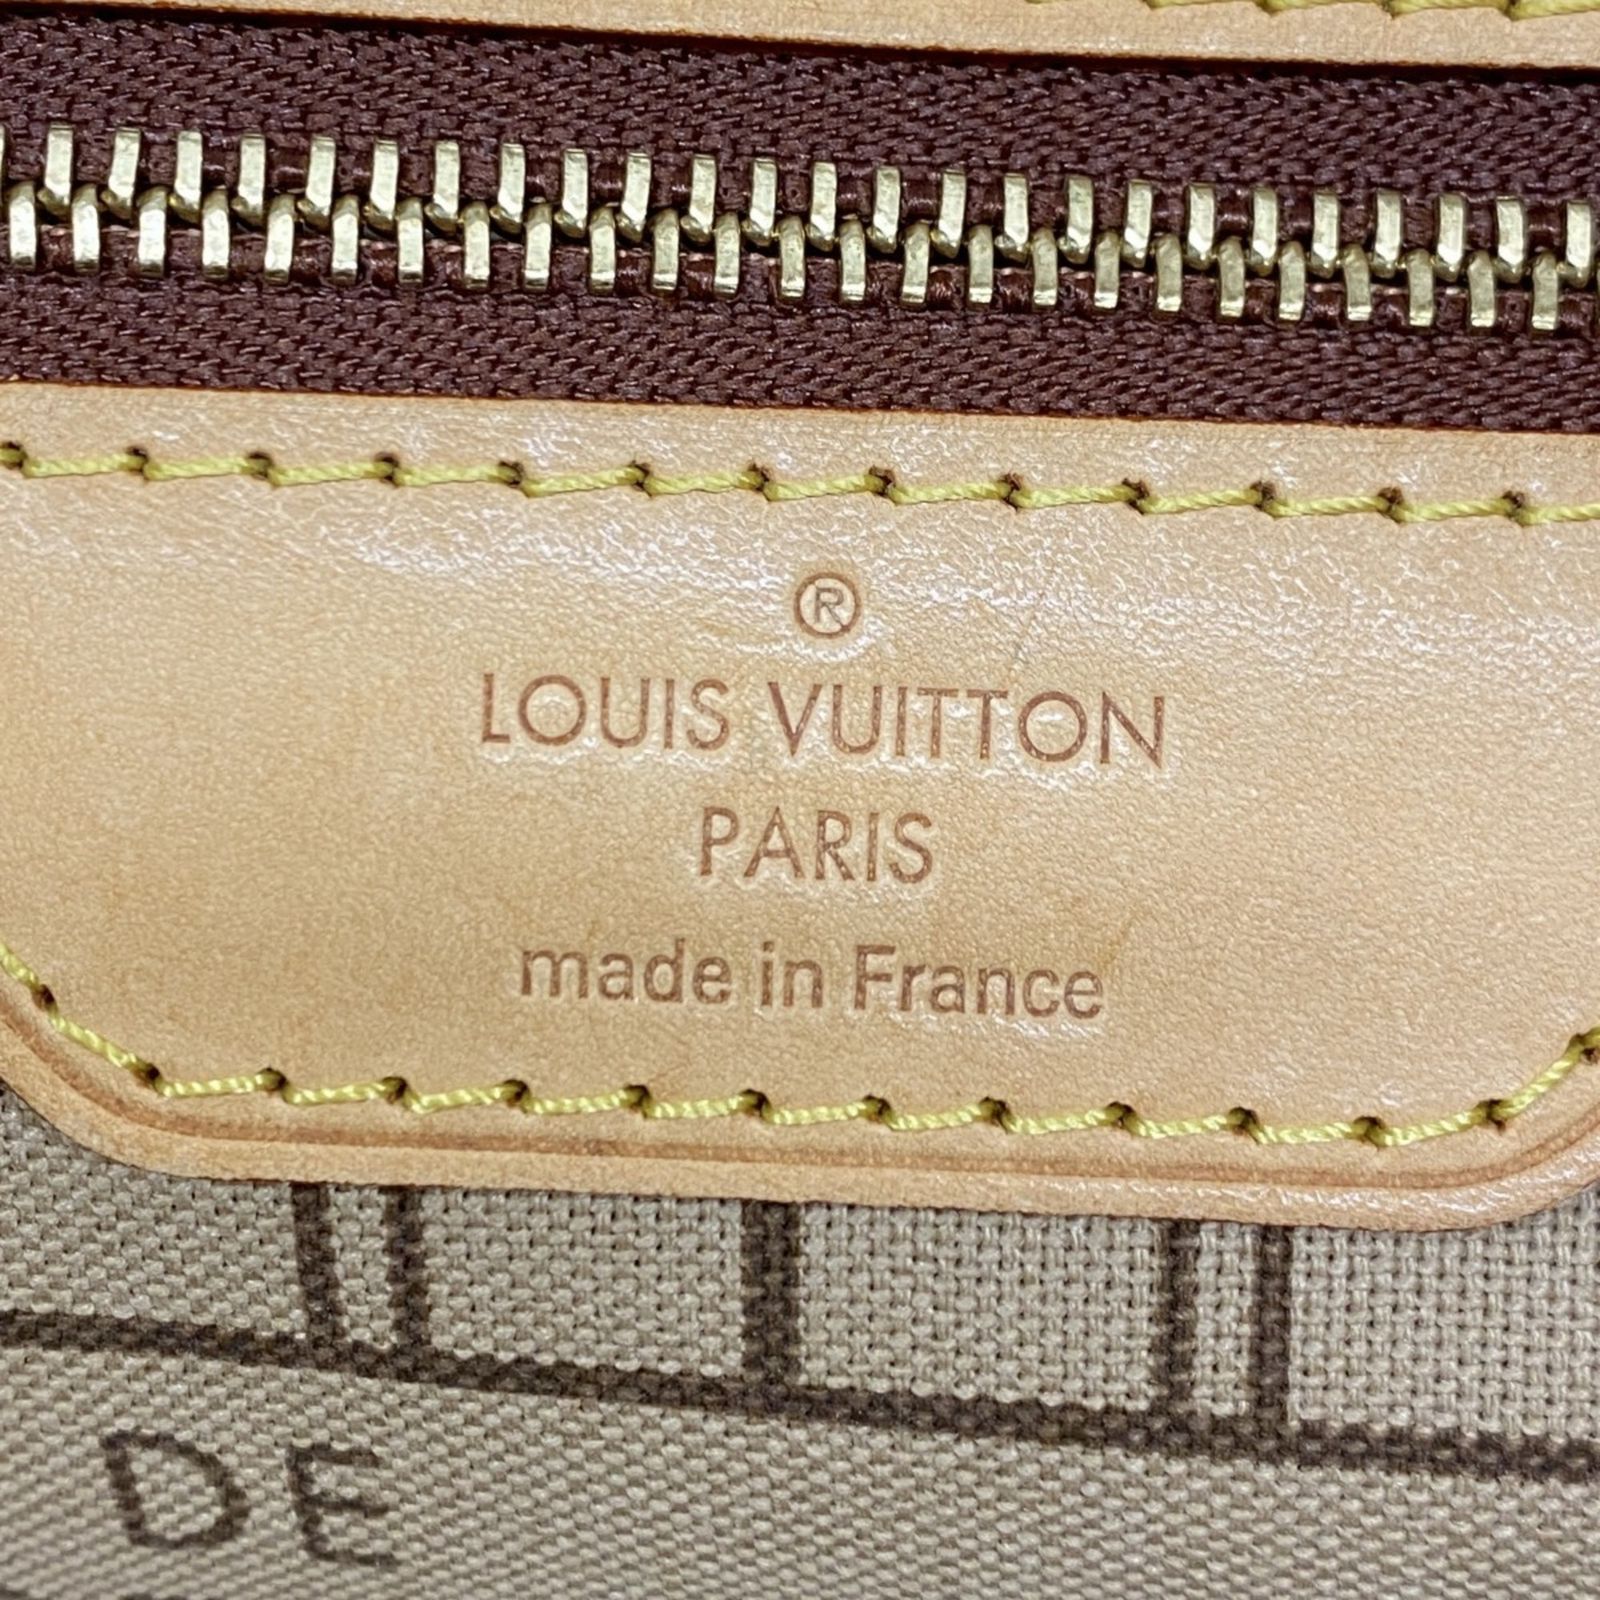 ®
LOUIS VUITTON
PARIS
made in France
DE